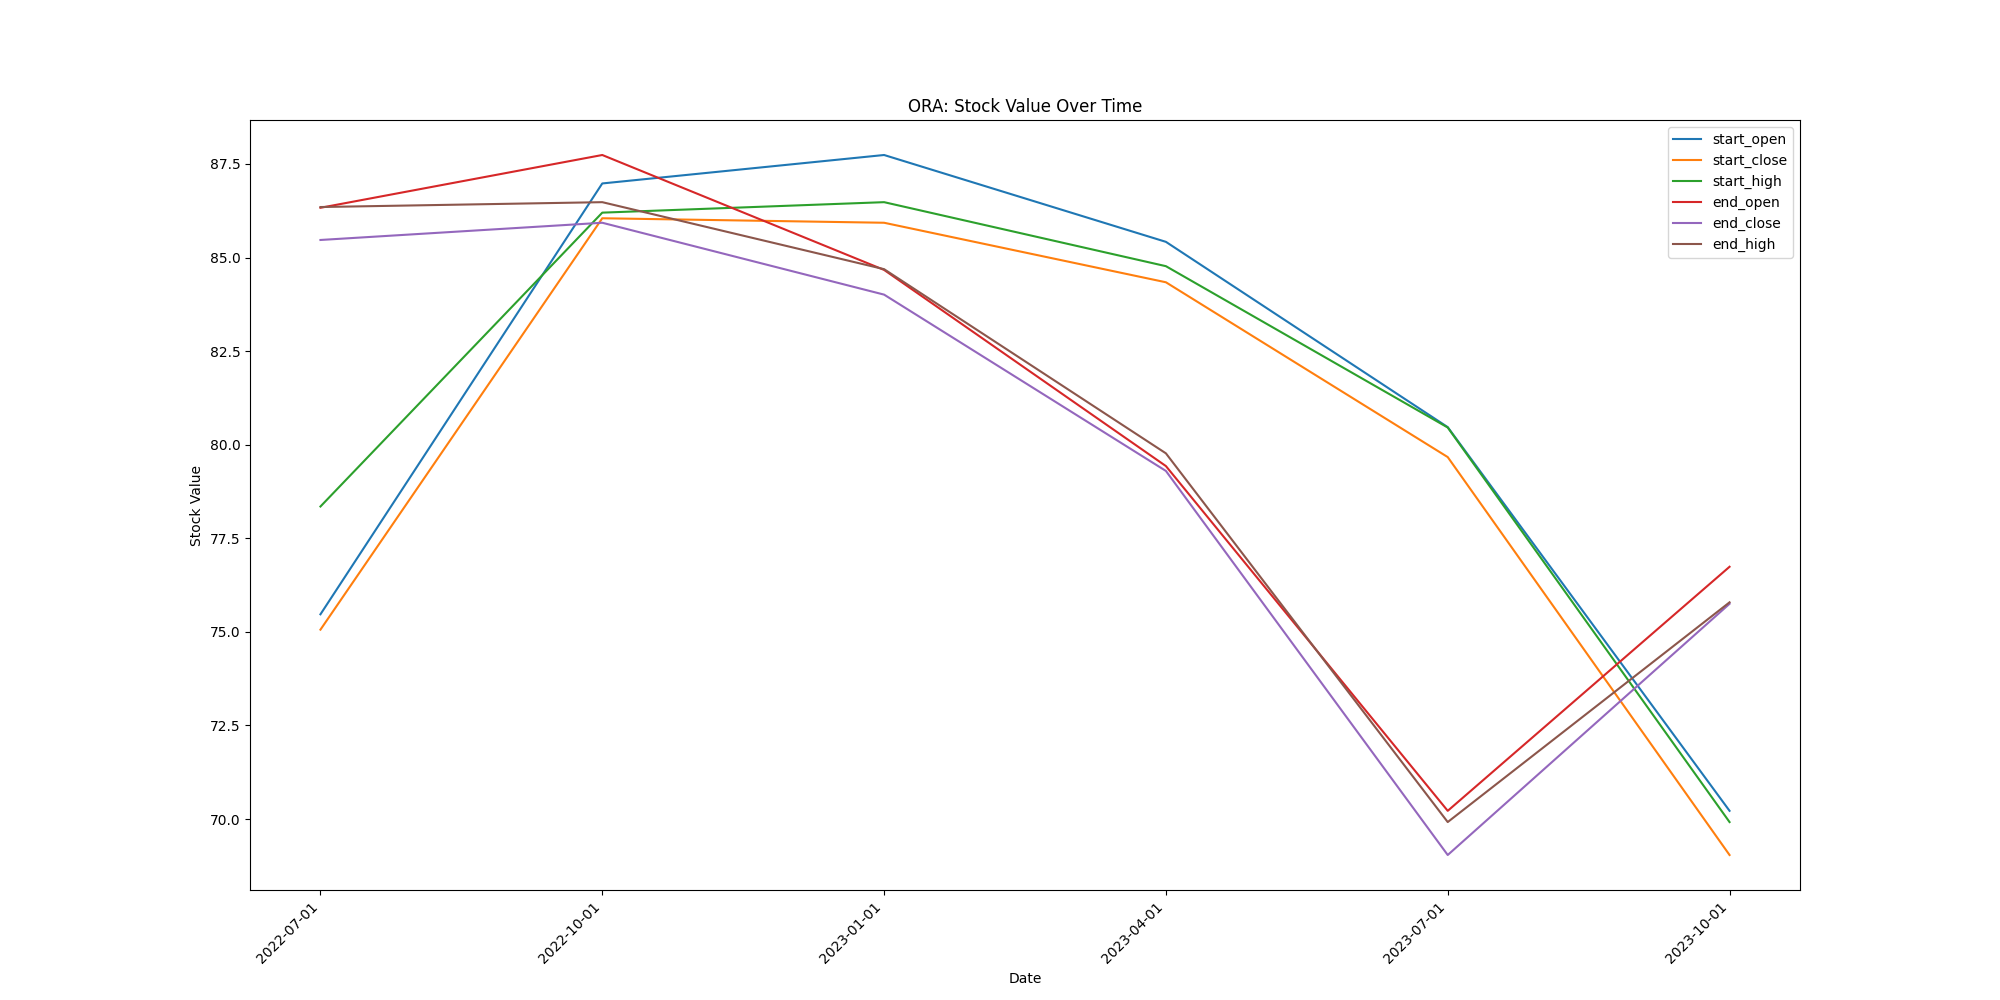 ORA: Stock Value Over Time
start_open
start_close
start_high
end_open
end_close
end_high
87.5
85.0
82.5
80.0
77.5
75.0
72.5
70.0
Stock Value
2022-07-01
2022-10-01
2023-01-01
2023-04-01
2023-07-01
2023-10-01
Date